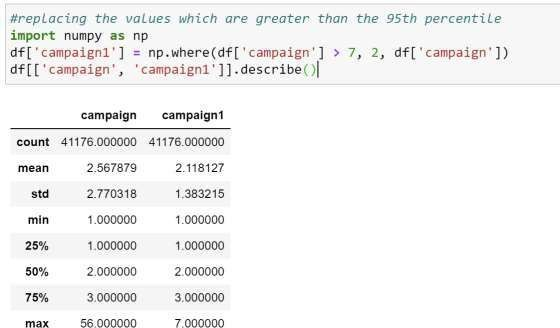 #replacing the values which are greater than the 95th percentile
import numpy as np
df['campaign1'] = np.where(df['campaign'] > 7, 2, df['campaign'])
df[['campaign', 'campaign1']].describe()
campaign campaign1
count 41176.000000 41176.000000
mean 2.567879 2.118127
std 2.770318 1.383215
min 1.000000 1.000000
25% 1.000000 1.000000
50% 2.000000 2.000000
75% 3.000000 3.000000
max 56.000000 7.000000